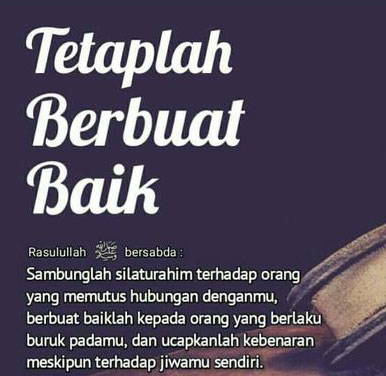 Tetaplah
Berbuat
Baik
Rasulullah ﷺ bersabda :
Sambunglah silaturahim terhadap orang
yang memutus hubungan denganmu,
berbuat baiklah kepada orang yang berlaku
buruk padamu, dan ucapkanlah kebenaran
meskipun terhadap jiwamu sendiri.